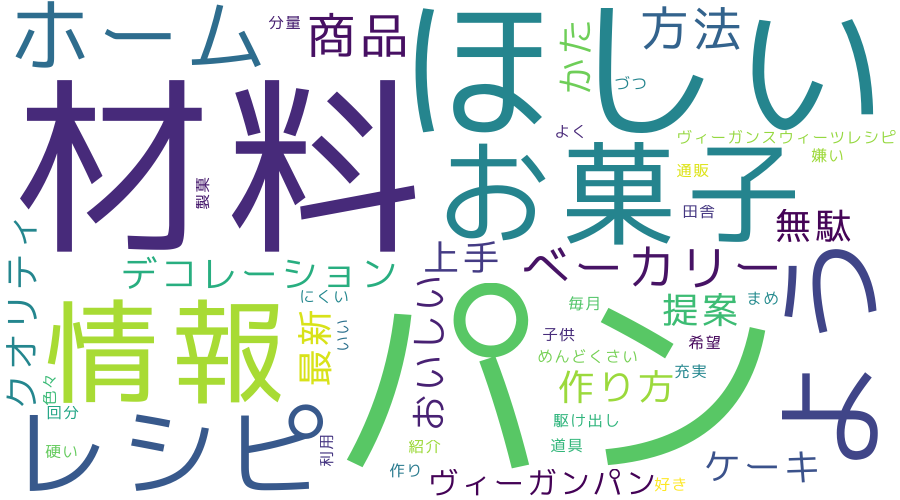 ホーム
分量
商品
ほしい
かた
方法
づつ
材料
よく
ヴィーガンスウィーツレシピ
嫌い
お菓子
通販
製菓
田舎
無駄
クオリティ
デコレーション
上手
ベーカリー
うち
情報
最新
にくい
いい
おいしい
パン
毎月
提案
まめ
子供
希望
めんどくさい
作り方
充実
色々
回分
レシピ
硬い
利用
紹介
作り
駆け出し
道具
ヴィーガンパン
好き
ケーキ